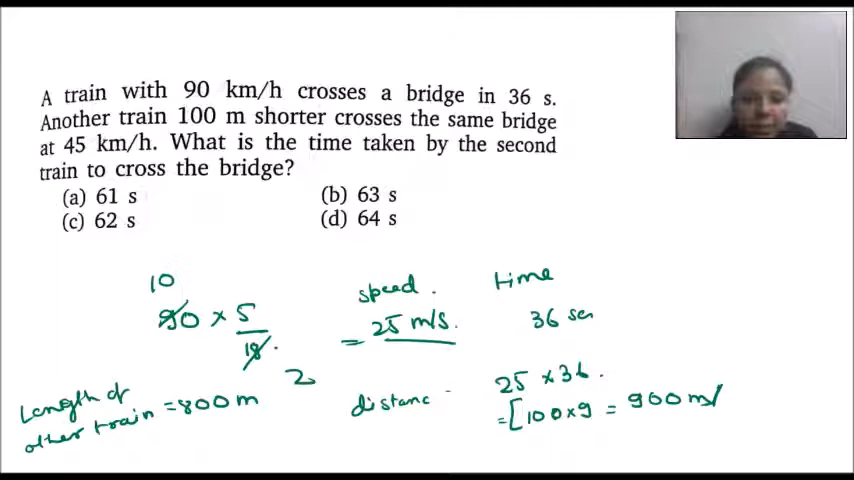 A train with 90 km/h crosses a bridge in 36 s.
Another train 100 m shorter crosses the same bridge
at 45 km/h. What is the time taken by the second
train to cross the bridge?
(a) 61 s (b) 63 s
(c) 62 s (d) 64 s
10
90 × 5
18
2
speed .
= 25 m/s.
time
36 sec
Length of
other train = 800 m
distanc -
25 × 36 .
= [100 × 9 = 900 m/